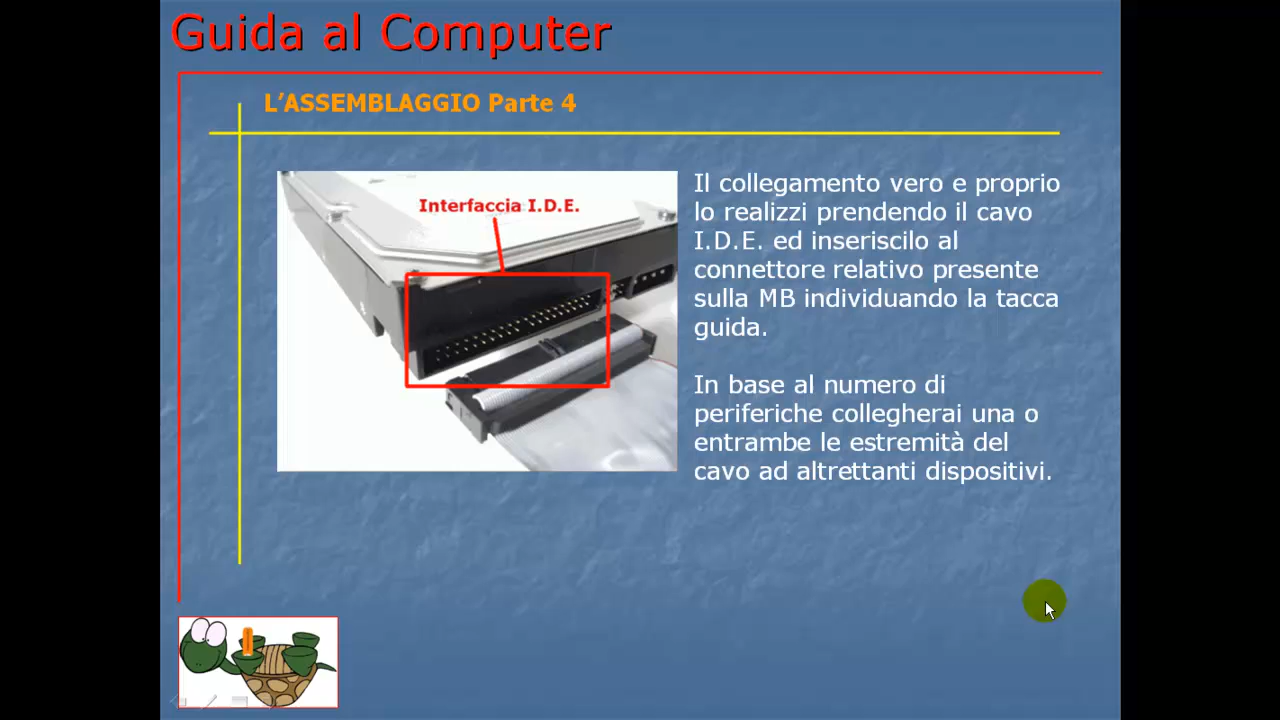 Guida al Computer
L’ASSEMBLAGGIO Parte 4
Interfaccia I.D.E.
Il collegamento vero e proprio
lo realizzi prendendo il cavo
I.D.E. ed inseriscilo al
connettore relativo presente
sulla MB individuando la tacca
guida.
In base al numero di
periferiche collegherai una o
entrambe le estremità del
cavo ad altrettanti dispositivi.